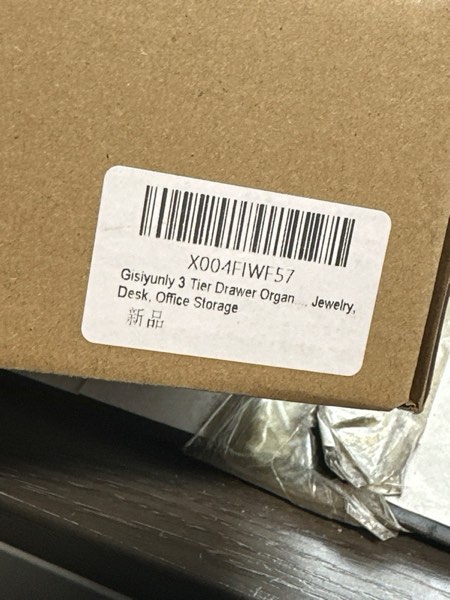 X004FIWF57
Gisiyunly 3 Tier Drawer Organ.... Jewelry,
Desk, Office Storage
新品